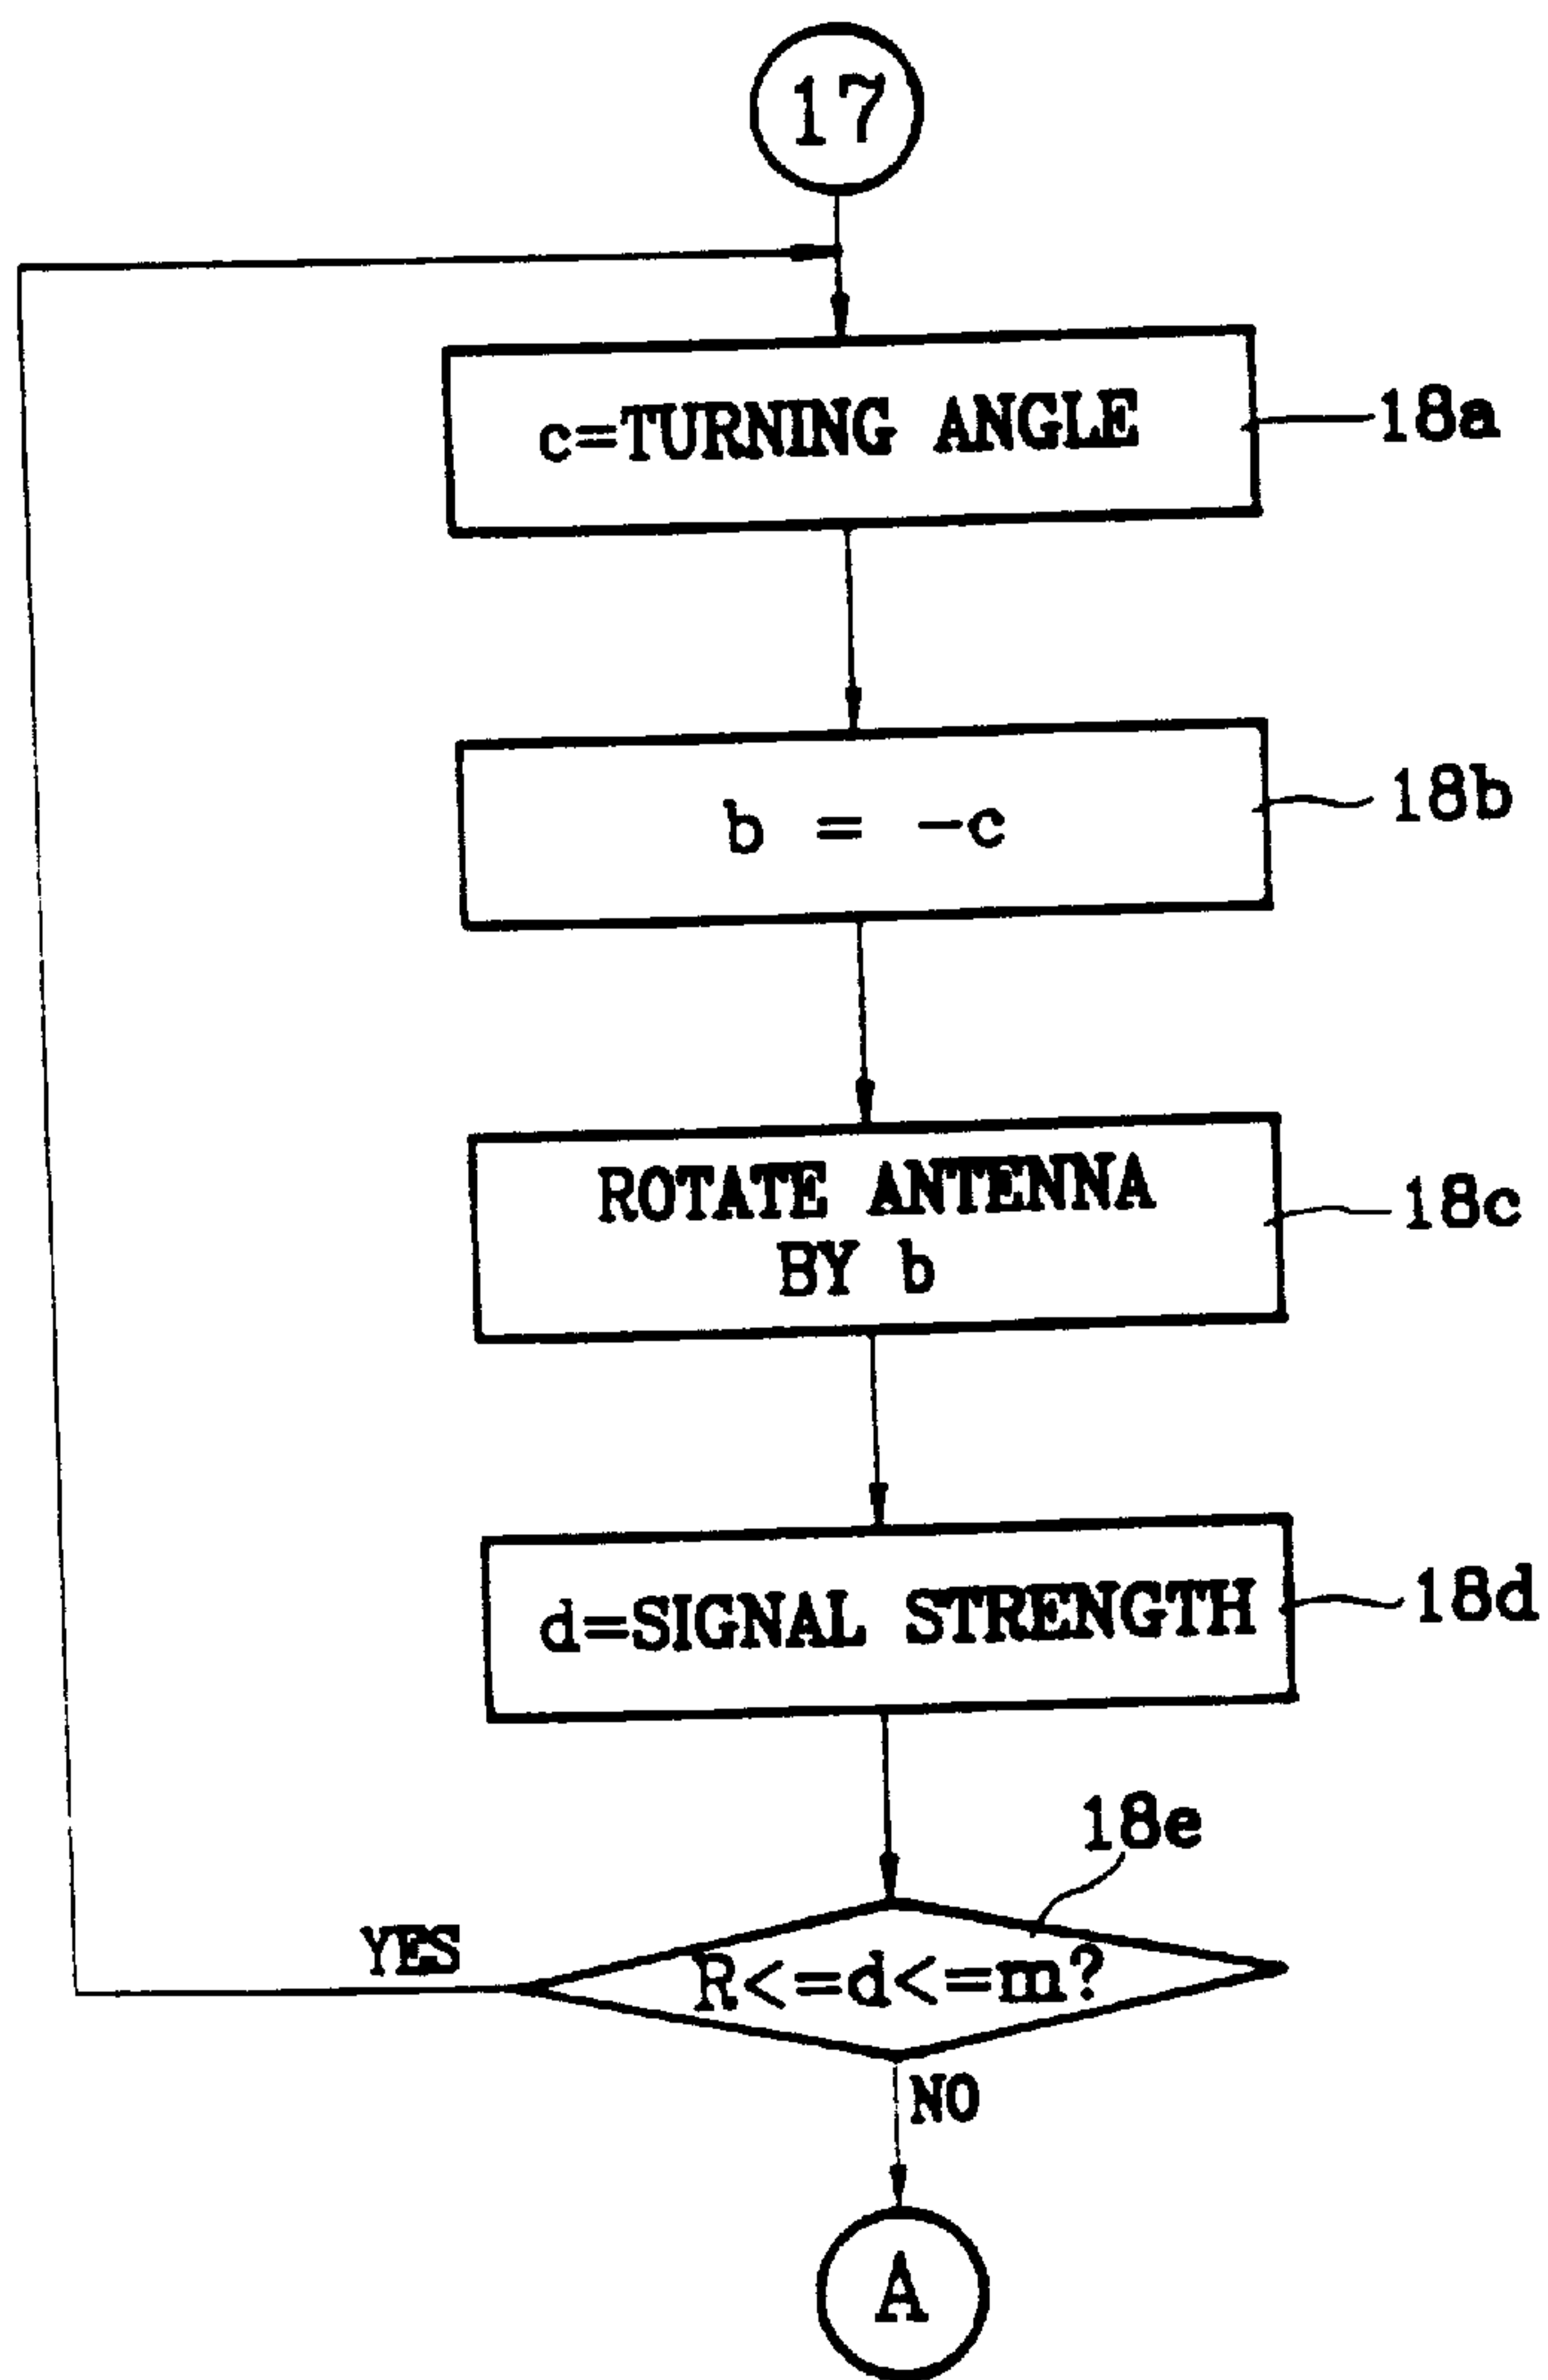 17
c=TURNING ANGLE
18a
b = -c
18b
ROTATE ANTENNA
BY b
18c
d=SIGNAL STRENGTH
18d
18e
YES
R<=d<=m?
NO
A